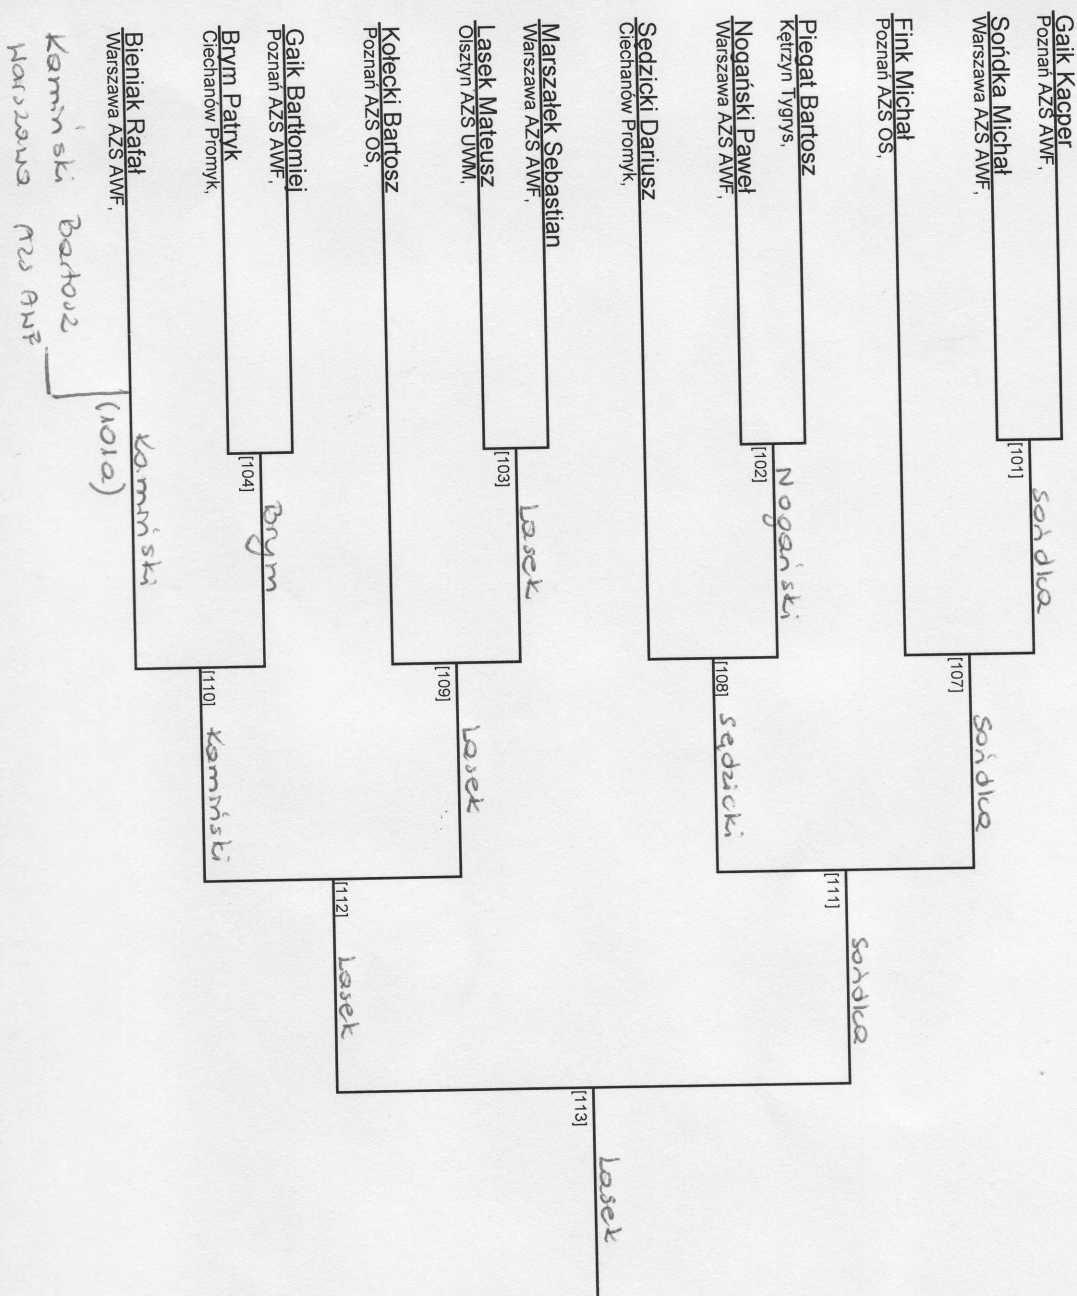 Gaik Kacper
Poznań AZS AWF,
Sońdka Michał
Warszawa AZS AWF,
Fink Michał
Poznań AZS OŚ,
Piegat Bartosz
Kętrzyn Tygrys,
Nogański Paweł
Warszawa AZS AWF,
Sędzicki Dariusz
Ciechanów Promyk,
Marszałek Sebastian
Warszawa AZS AWF,
Lasek Mateusz
Olsztyn AZS UWM,
Kołecki Bartosz
Poznań AZS OŚ,
Gaik Bartłomiej
Poznań AZS AWF,
Brym Patryk
Ciechanów Promyk,
Bieniak Rafał
Warszawa AZS AWF,
Kamiński Bartosz
Warszawa AZS AWF
(101a)
[101]
Sońdka
[102]
Nogański
[103]
Lasek
[104]
Brym
Kamiński
[107]
Sońdka
[108]
Sędzicki
[109]
Lasek
[110]
Kamiński
[111]
Sońdka
[112]
Lasek
[113]
Lasek